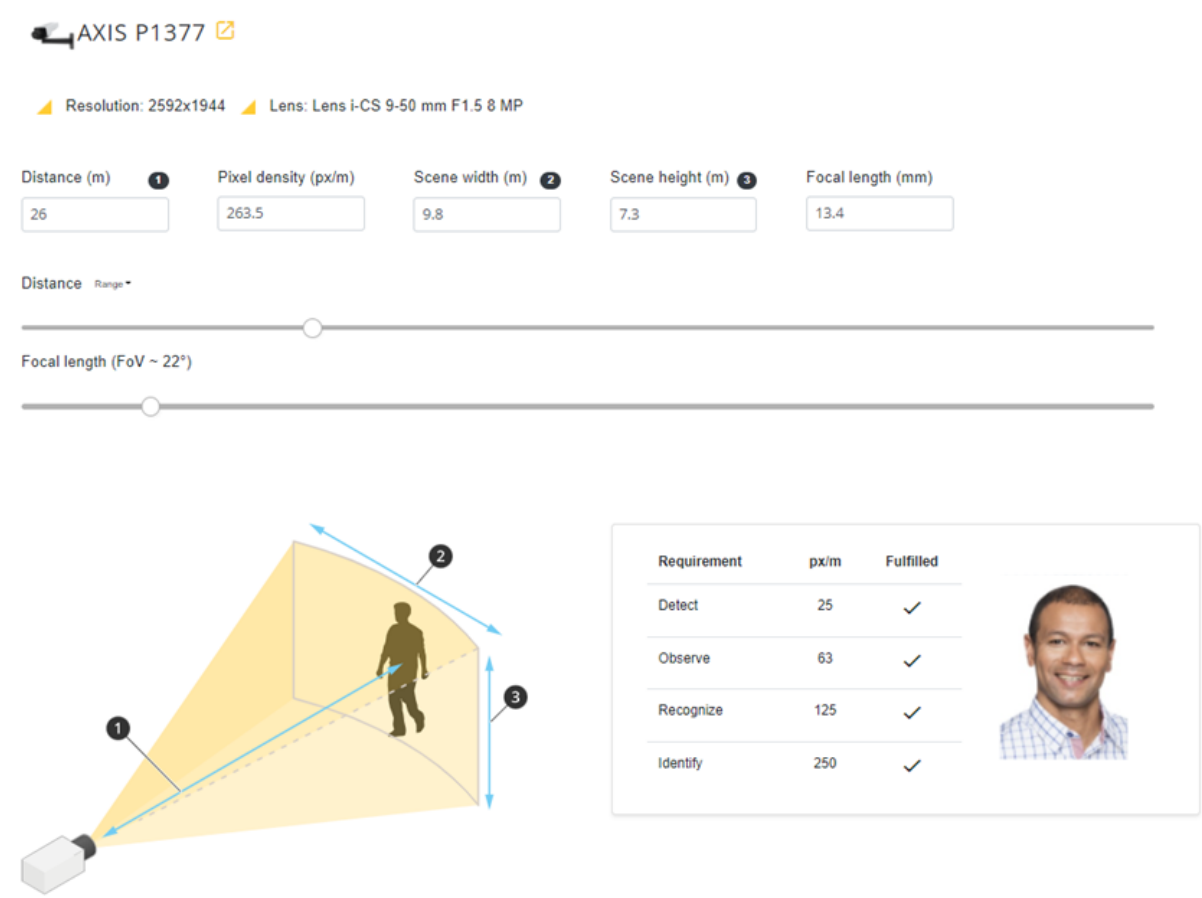 AXIS P1377
Resolution: 2592x1944 Lens: Lens i-CS 9-50 mm F1.5 8 MP
Distance (m) 1 Pixel density (px/m) Scene width (m) 2 Scene height (m) 3 Focal length (mm)
26 263.5 9.8 7.3 13.4
Distance Range
Focal length (FoV ~ 22°)
2
3
1
Requirement px/m Fulfilled
Detect 25
Observe 63
Recognize 125
Identify 250